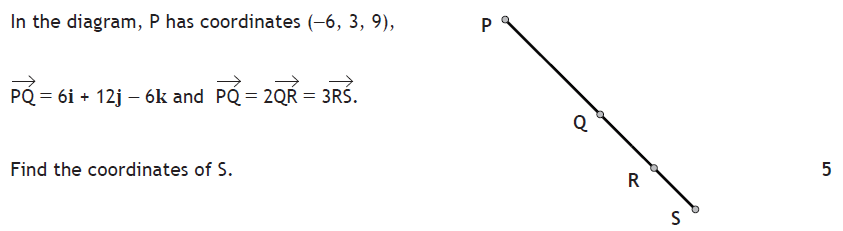 In the diagram, P has coordinates (−6, 3, 9),
P
PQ⃗ = 6i + 12j − 6k and PQ⃗ = 2QR⃗ = 3RS⃗.
Q
Find the coordinates of S.
5
R
S